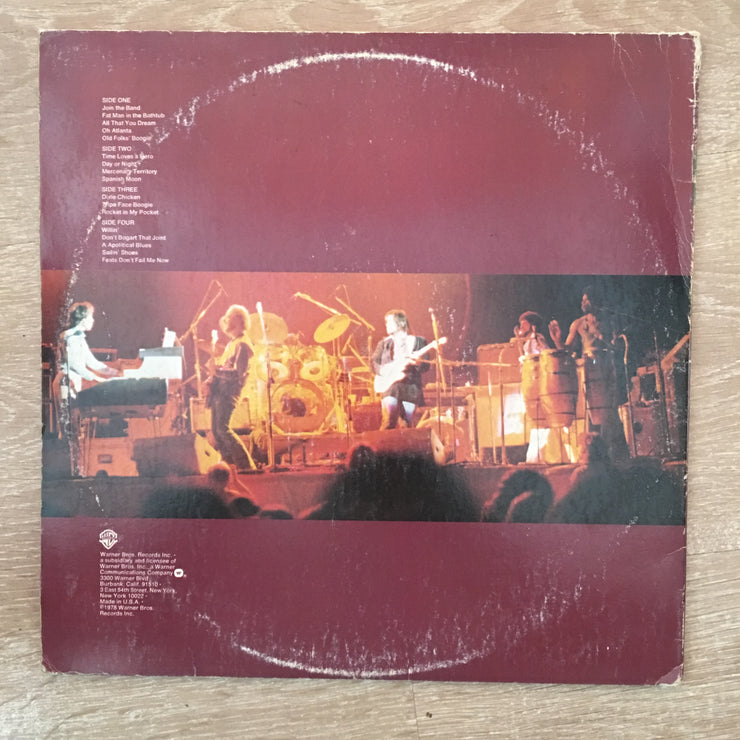 SIDE ONE
Join the Band
Fat Man in the Bathtub
All That You Dream
Oh Atlanta
Old Folks' Boogie
SIDE TWO
Time Loves a Hero
Day or Night
Mercenary Territory
Spanish Moon
SIDE THREE
Dixie Chicken
Tripe Face Boogie
Rocket in My Pocket
SIDE FOUR
Willin'
Don't Bogart That Joint
A Apolitical Blues
Sailin' Shoes
Feats Don't Fail Me Now
Warner Bros. Records Inc. •
a subsidiary and licensee of
Warner Bros. Inc., a Warner
Communications Company
3300 Warner Blvd.
Burbank, Calif. 91510 •
3 East 54th Street, New York,
New York 10022 •
Made in U.S.A. •
©1978 Warner Bros.
Records Inc.